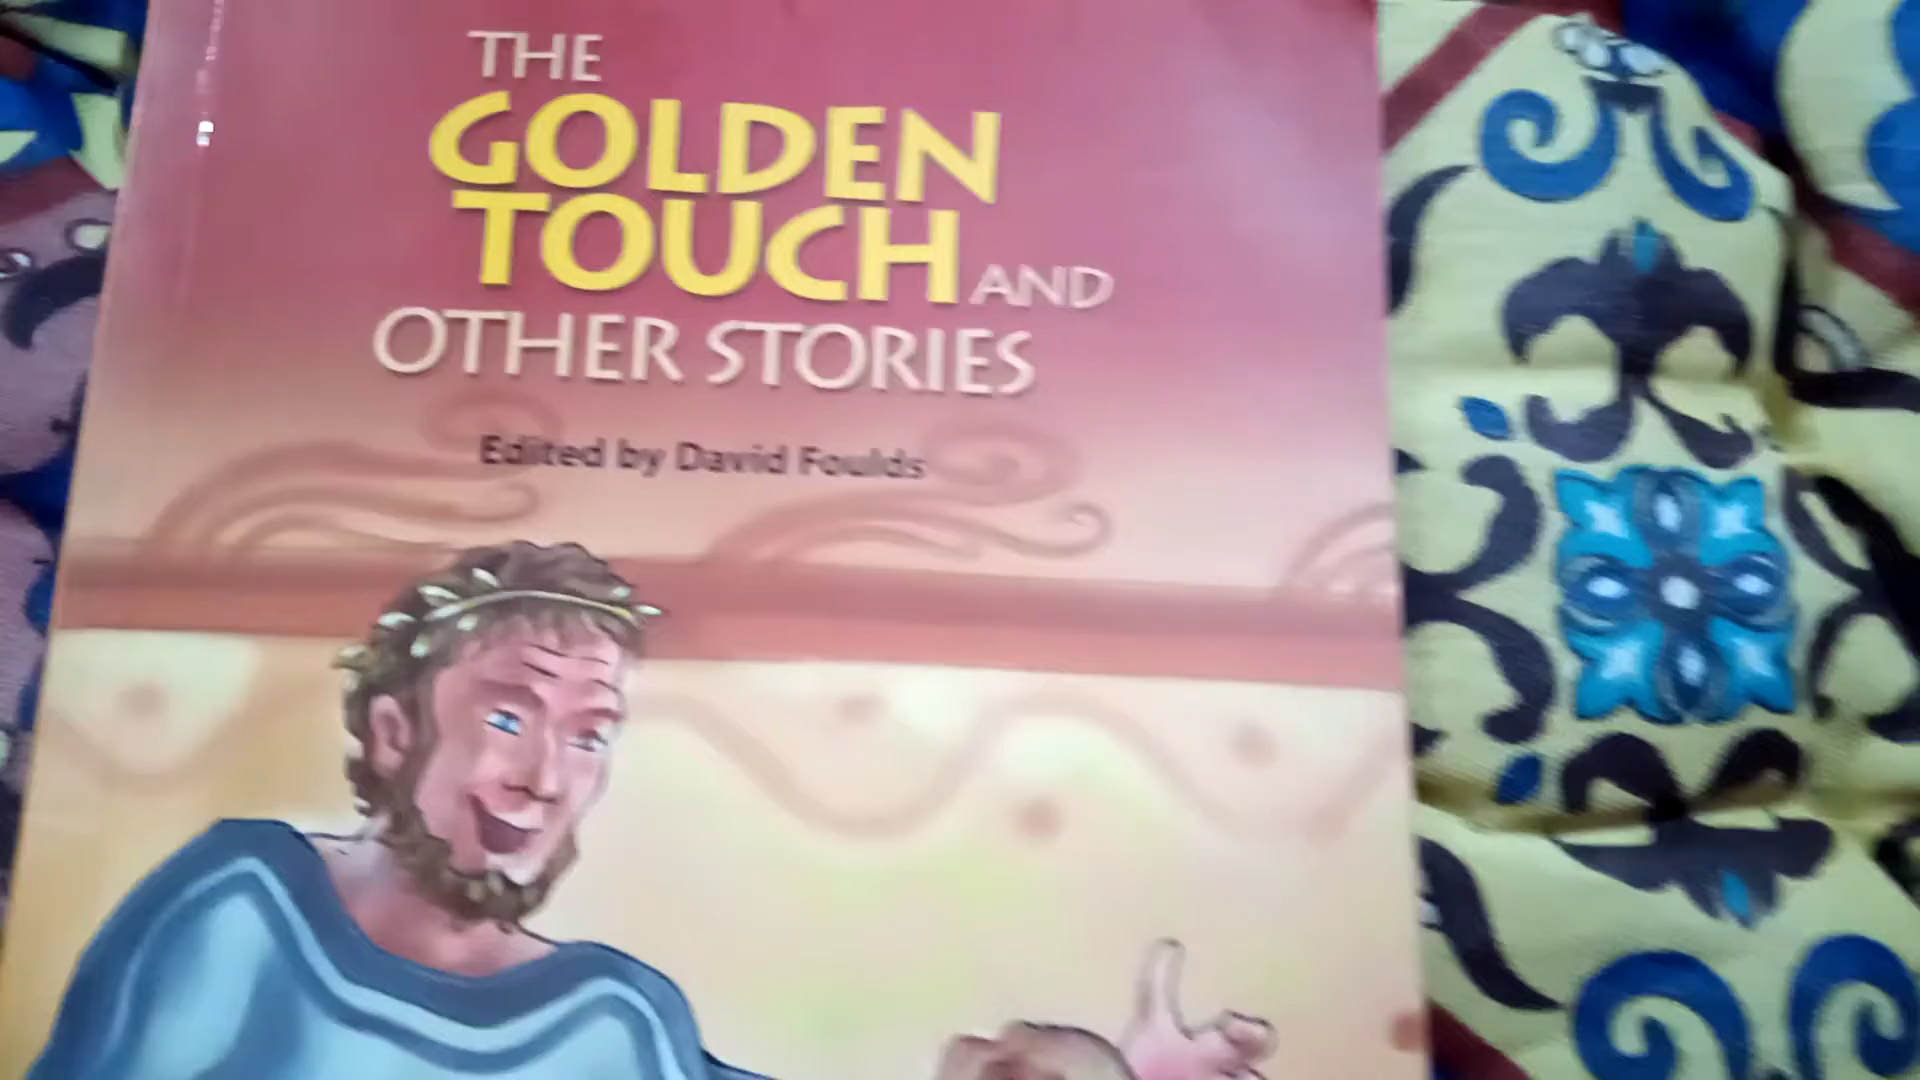 THE
GOLDEN
TOUCH AND
OTHER STORIES
Edited by David Foulds